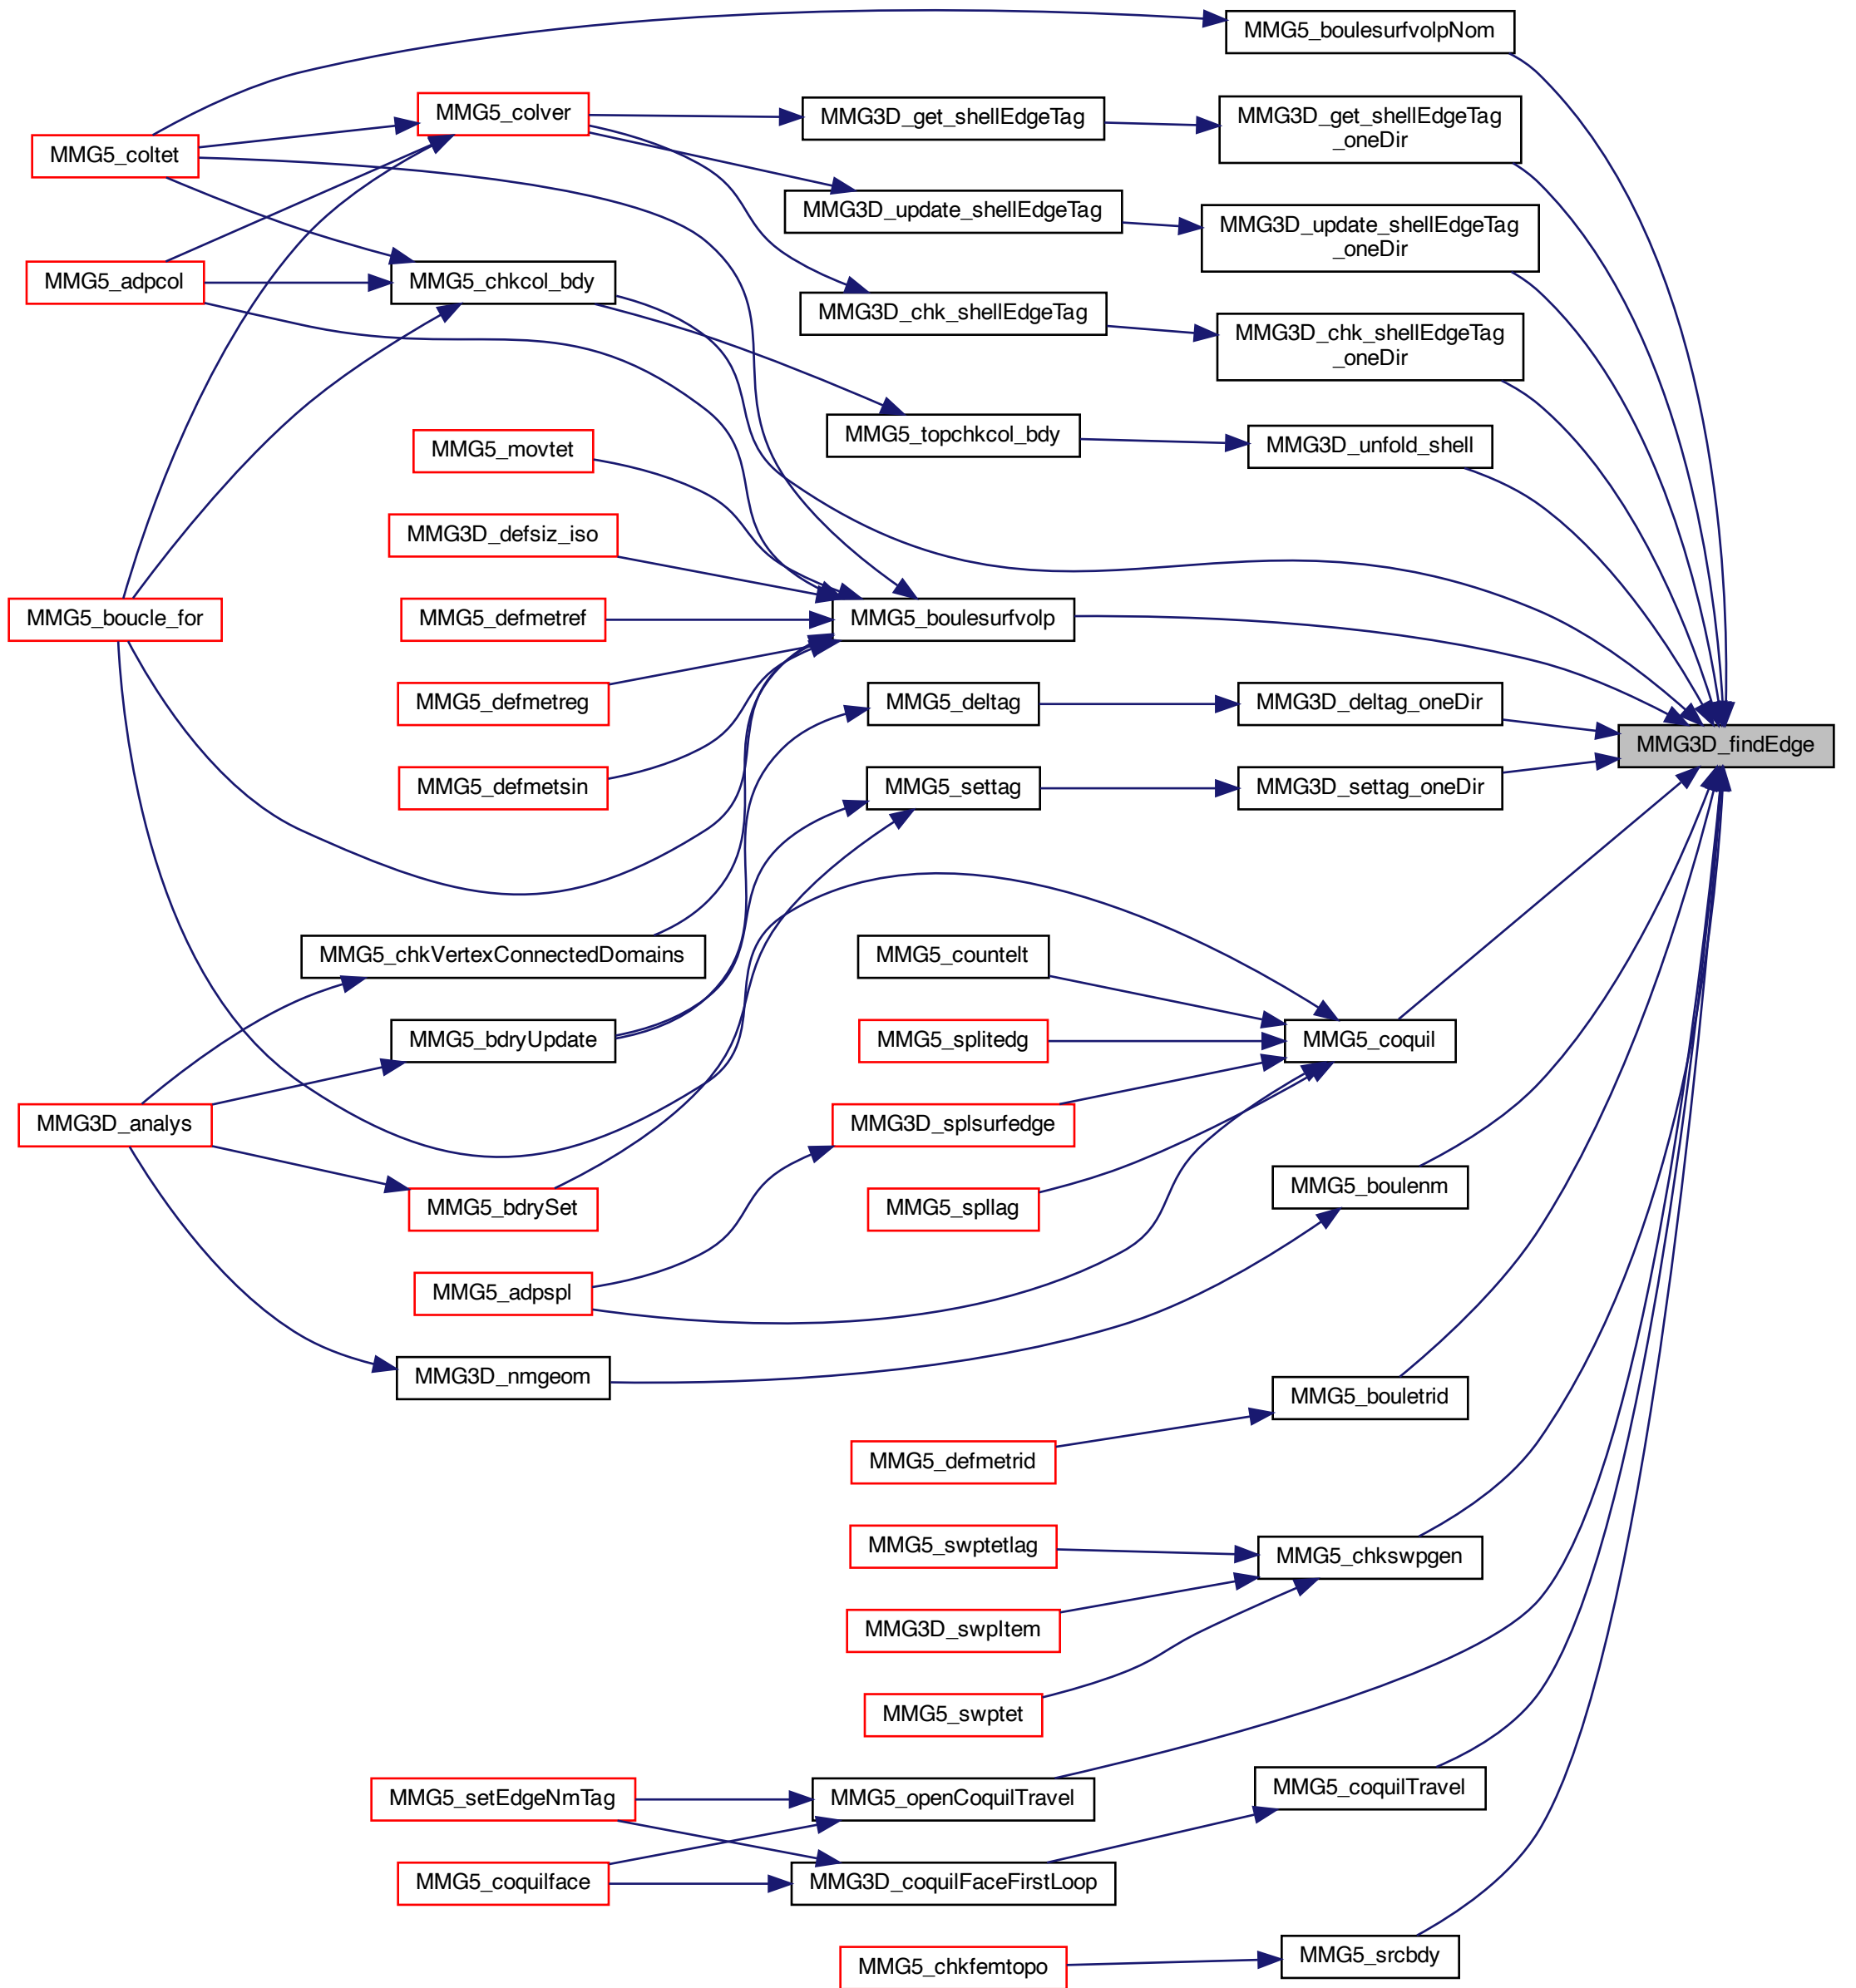 MMG5_boulesurfvolpNom
MMG5_colver
MMG3D_get_shellEdgeTag
MMG3D_get_shellEdgeTag
_oneDir
MMG5_coltet
MMG3D_update_shellEdgeTag
MMG3D_update_shellEdgeTag
_oneDir
MMG5_adpcol
MMG5_chkcol_bdy
MMG3D_chk_shellEdgeTag
MMG3D_chk_shellEdgeTag
_oneDir
MMG5_movtet
MMG5_topchkcol_bdy
MMG3D_unfold_shell
MMG3D_defsiz_iso
MMG5_boucle_for
MMG5_defmetref
MMG5_boulesurfvolp
MMG5_defmetreg
MMG5_deltag
MMG3D_deltag_oneDir
MMG3D_findEdge
MMG5_defmetsin
MMG5_settag
MMG3D_settag_oneDir
MMG5_chkVertexConnectedDomains
MMG5_countelt
MMG5_bdryUpdate
MMG5_splitedg
MMG5_coquil
MMG3D_analys
MMG3D_splsurfedge
MMG5_bdrySet
MMG5_spllag
MMG5_boulenm
MMG5_adpspl
MMG3D_nmgeom
MMG5_bouletrid
MMG5_defmetrid
MMG5_swptetlag
MMG5_chkswpgen
MMG3D_swpItem
MMG5_swptet
MMG5_setEdgeNmTag
MMG5_openCoquilTravel
MMG5_coquilTravel
MMG5_coquilface
MMG3D_coquilFaceFirstLoop
MMG5_chkfemtopo
MMG5_srcbdy